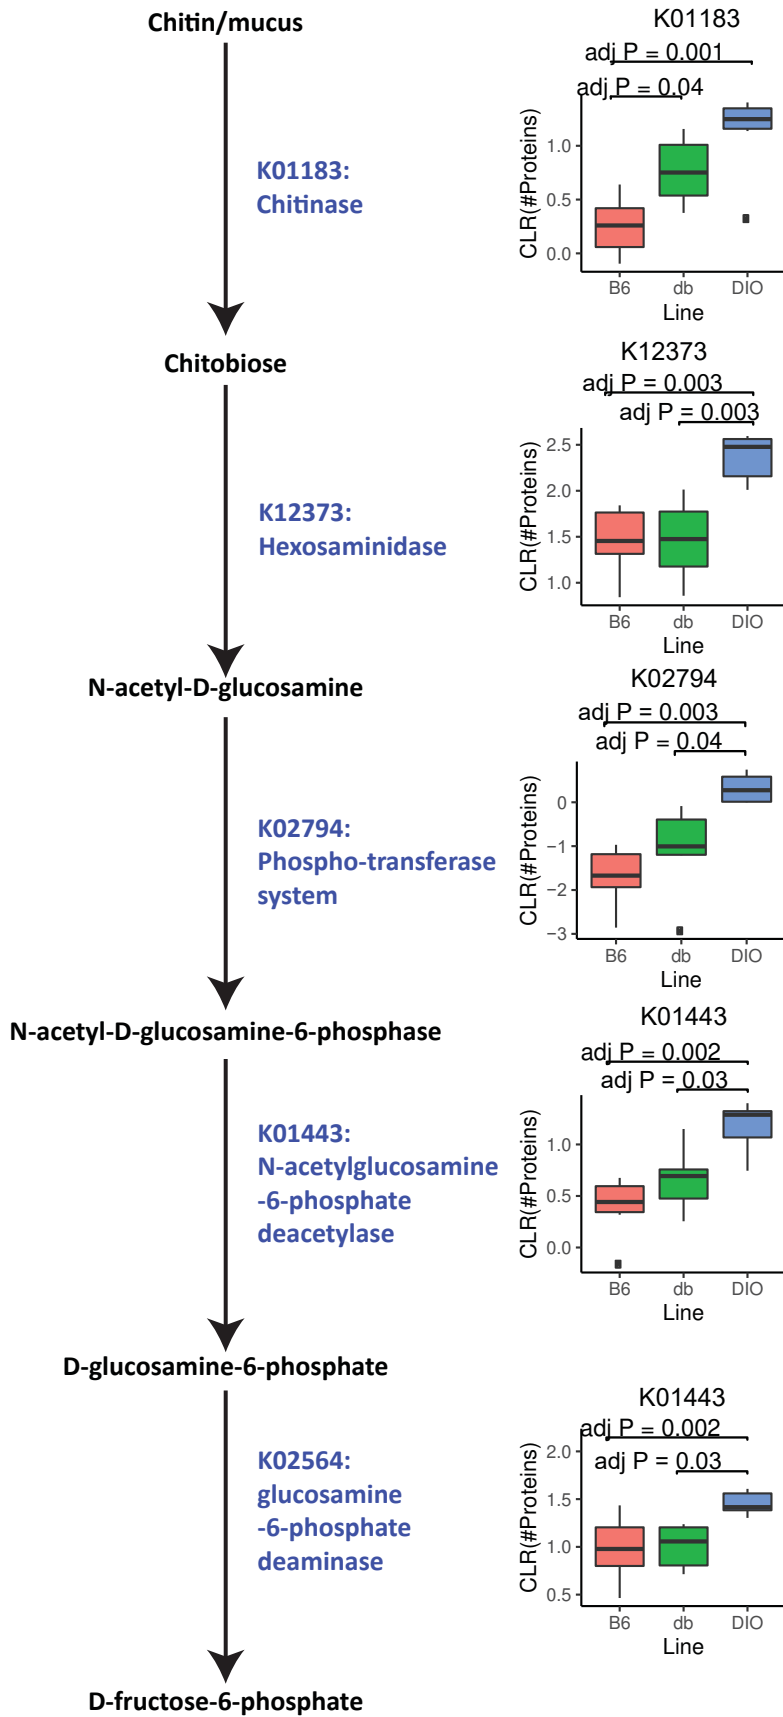 Chitin/mucus
K01183:
Chitinase
K01183
adj P = 0.001
adj P = 0.04
CLR(#Proteins)
1.0
0.5
0.0
B6 db DIO
Line
Chitobiose
K12373:
Hexosaminidase
K12373
adj P = 0.003
adj P = 0.003
CLR(#Proteins)
2.5
2.0
1.5
1.0
B6 db DIO
Line
N-acetyl-D-glucosamine
K02794:
Phospho-transferase
system
K02794
adj P = 0.003
adj P = 0.04
CLR(#Proteins)
0
−1
−2
−3
B6 db DIO
Line
N-acetyl-D-glucosamine-6-phosphase
K01443:
N-acetylglucosamine
-6-phosphate
deacetylase
K01443
adj P = 0.002
adj P = 0.03
CLR(#Proteins)
1.0
0.5
0.0
B6 db DIO
Line
D-glucosamine-6-phosphate
K02564:
glucosamine
-6-phosphate
deaminase
K01443
adj P = 0.002
adj P = 0.03
CLR(#Proteins)
2.0
1.5
1.0
0.5
B6 db DIO
Line
D-fructose-6-phosphate